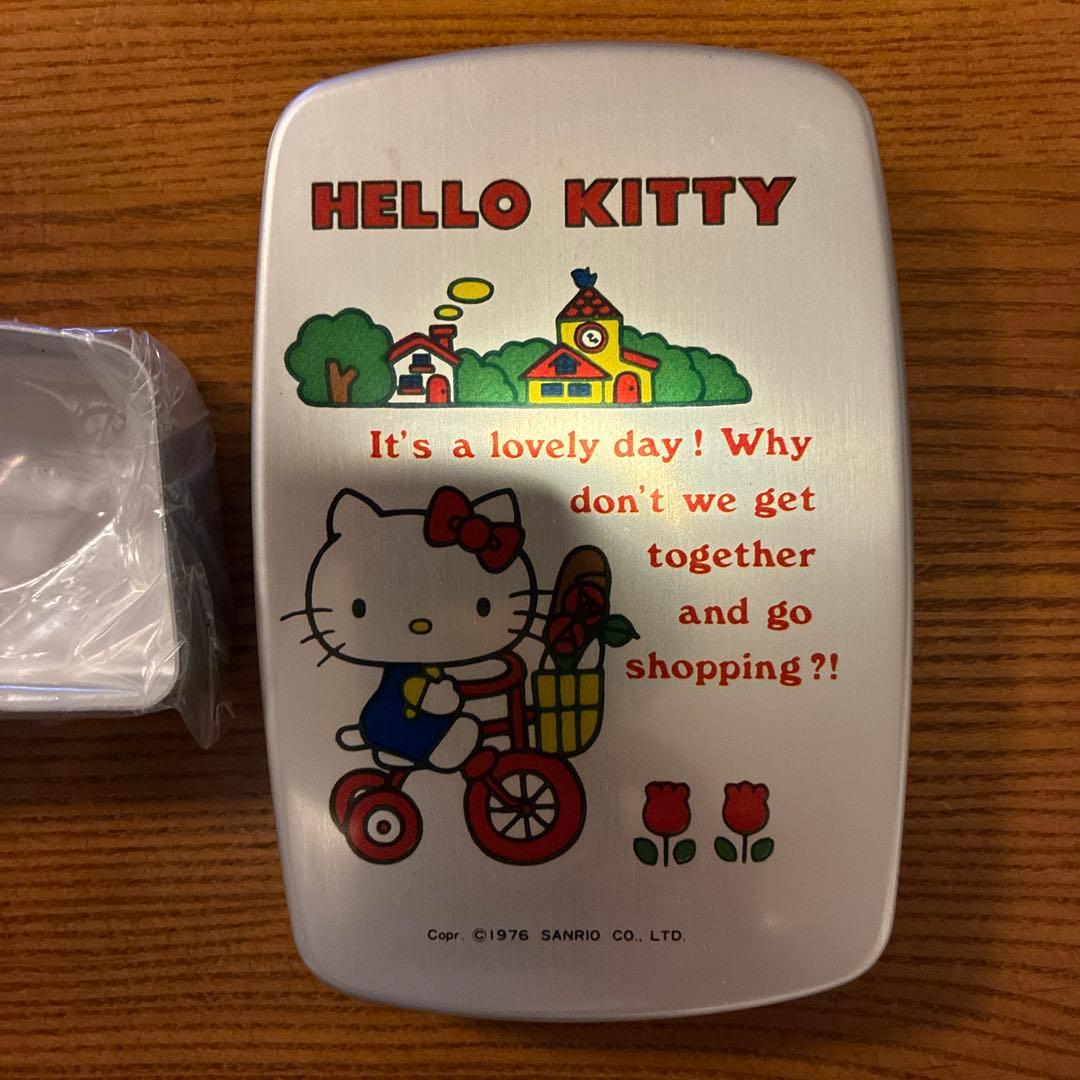 HELLO KITTY
It's a lovely day! Why
don't we get
together
and go
shopping?!
Copr. ©1976 SANRIO CO., LTD.